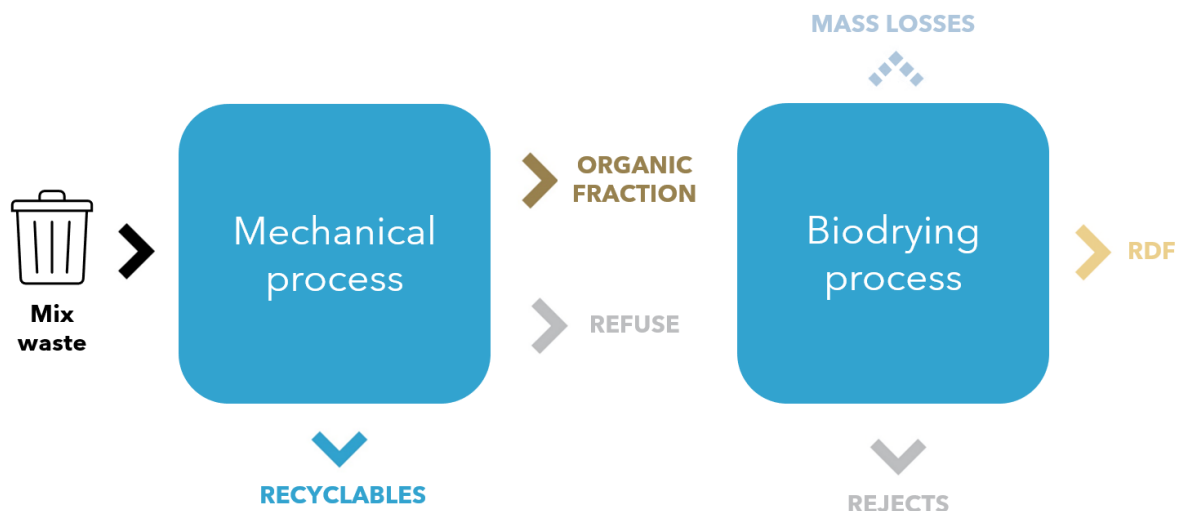 MASS LOSSES
ORGANIC
FRACTION
Mechanical
process
Biodrying
process
RDF
Mix
waste
REFUSE
RECYCLABLES
REJECTS